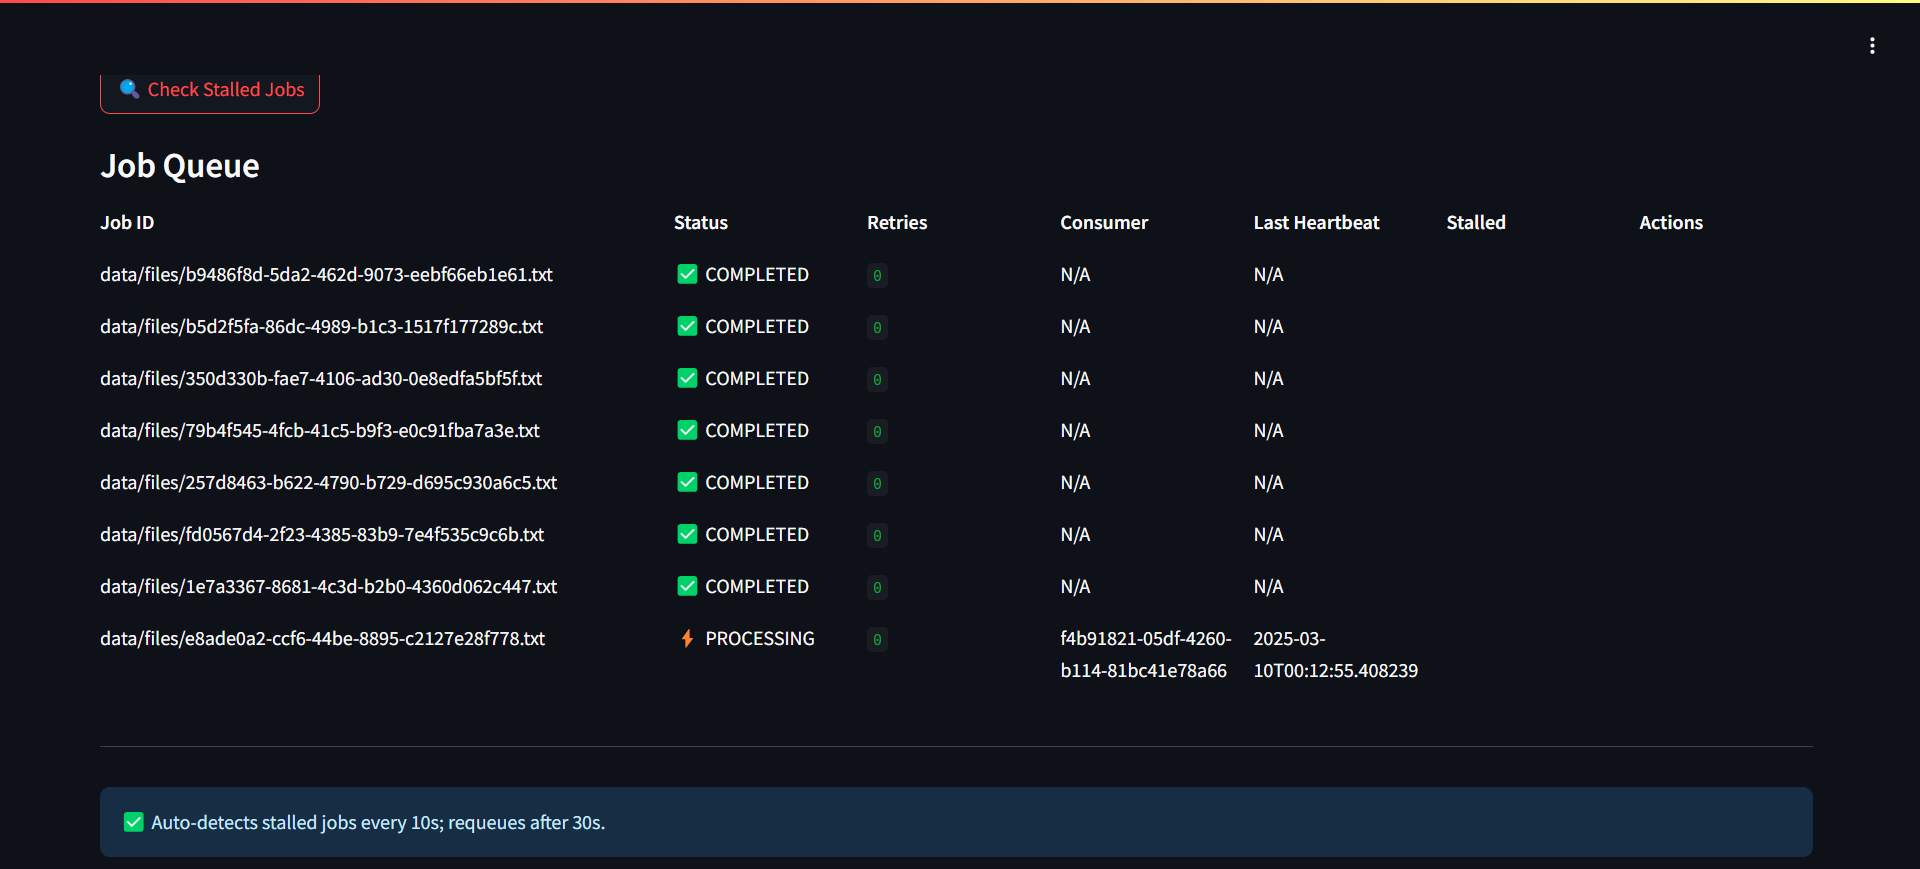 🔍 Check Stalled Jobs
Job Queue
Job ID Status Retries Consumer Last Heartbeat Stalled Actions
data/files/b9486f8d-5da2-462d-9073-eebf66eb1e61.txt ✅ COMPLETED 0 N/A N/A
data/files/b5d2f5fa-86dc-4989-b1c3-1517f177289c.txt ✅ COMPLETED 0 N/A N/A
data/files/350d330b-fae7-4106-ad30-0e8edfa5bf5f.txt ✅ COMPLETED 0 N/A N/A
data/files/79b4f545-4fcb-41c5-b9f3-e0c91fba7a3e.txt ✅ COMPLETED 0 N/A N/A
data/files/257d8463-b622-4790-b729-d695c930a6c5.txt ✅ COMPLETED 0 N/A N/A
data/files/fd0567d4-2f23-4385-83b9-7e4f535c9c6b.txt ✅ COMPLETED 0 N/A N/A
data/files/1e7a3367-8681-4c3d-b2b0-4360d062c447.txt ✅ COMPLETED 0 N/A N/A
data/files/e8ade0a2-ccf6-44be-8895-c2127e28f778.txt ⚡ PROCESSING 0 f4b91821-05df-4260- 2025-03-
b114-81bc41e78a66 10T00:12:55.408239
✅ Auto-detects stalled jobs every 10s; requeues after 30s.